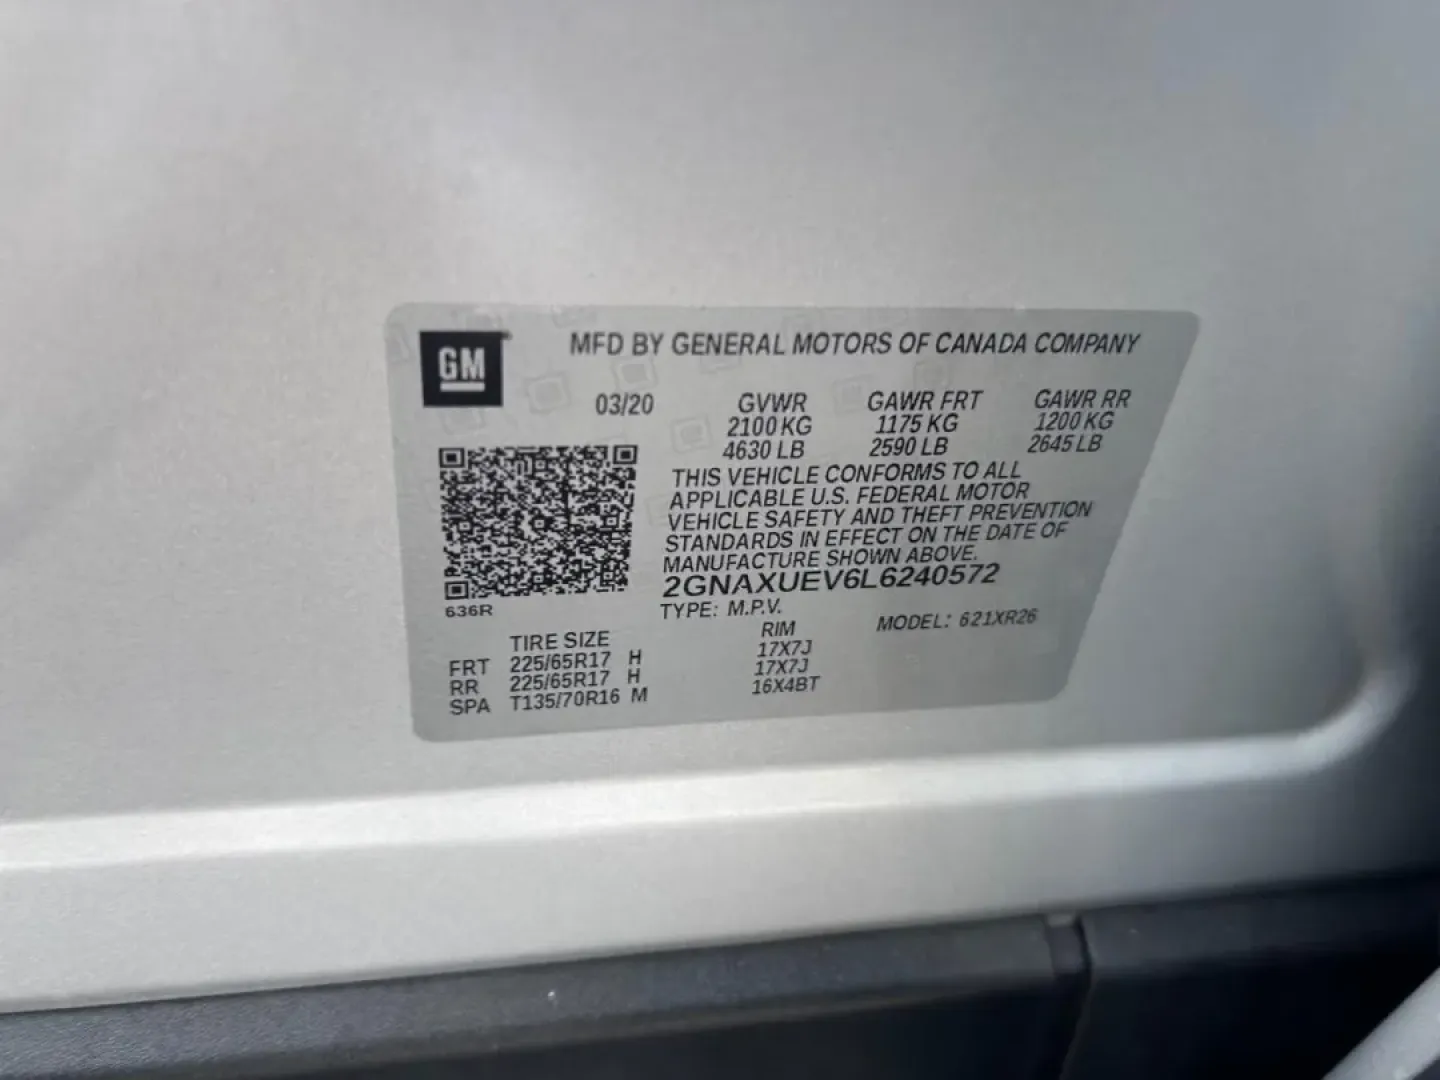 GM
MFD BY GENERAL MOTORS OF CANADA COMPANY
03/20 GVWR GAWR FRT GAWR RR
2100 KG 1175 KG 1200 KG
4630 LB 2590 LB 2645 LB
THIS VEHICLE CONFORMS TO ALL
APPLICABLE U.S. FEDERAL MOTOR
VEHICLE SAFETY AND THEFT PREVENTION
STANDARDS IN EFFECT ON THE DATE OF
MANUFACTURE SHOWN ABOVE.
2GNAXUEV6L6240572
636R
TYPE: M.P.V. MODEL: 621XR26
TIRE SIZE RIM
FRT 225/65R17 H 17X7J
RR 225/65R17 H 17X7J
SPA T135/70R16 M 16X4BT